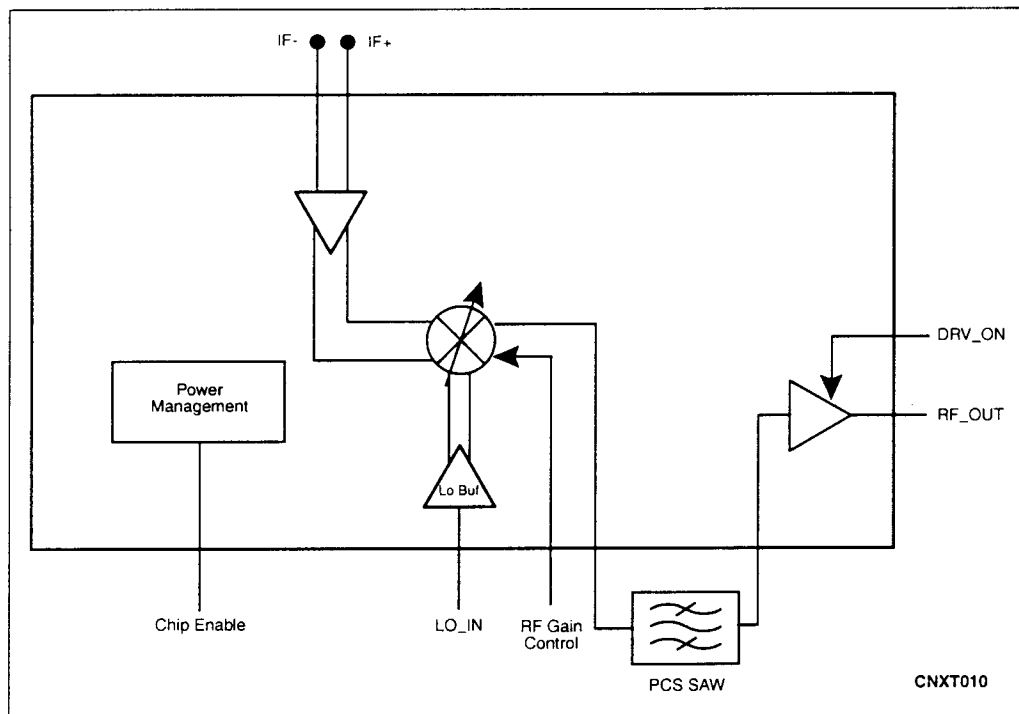 IF-
IF+
DRV_ON
RF_OUT
Power
Management
Lo Buf
Chip Enable
LO_IN
RF Gain
Control
PCS SAW
CNXT010